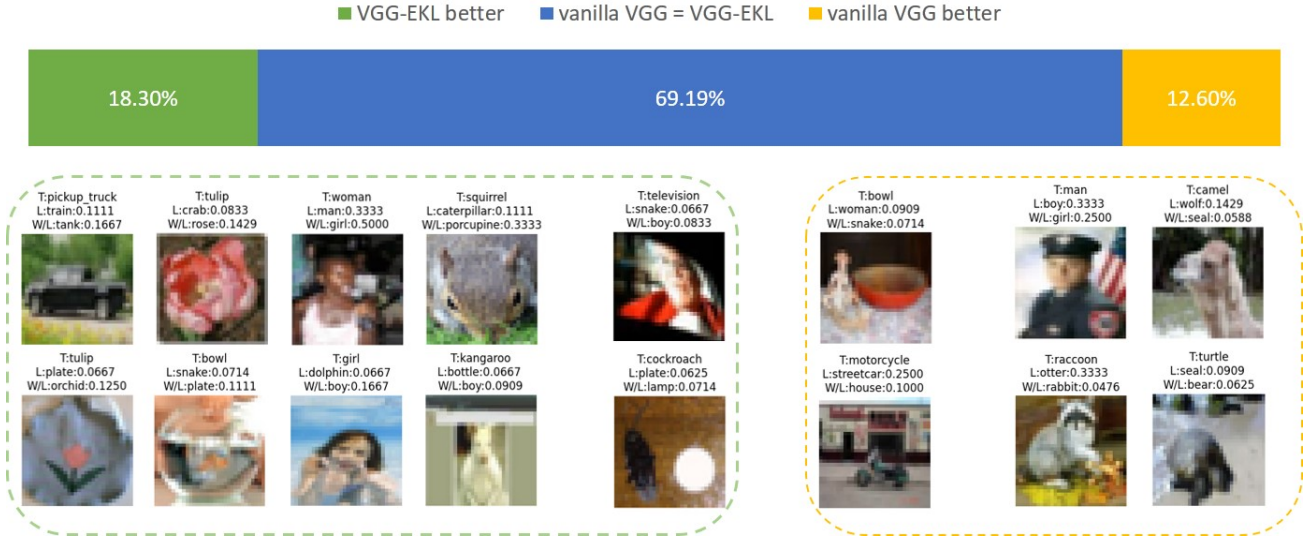 VGG-EKL better vanilla VGG = VGG-EKL vanilla VGG better
18.30% 69.19% 12.60%
T:pickup_truck
L:train:0.1111
W/L:tank:0.1667
T:tulip
L:crab:0.0833
W/L:rose:0.1429
T:woman
L:man:0.3333
W/L:girl:0.5000
T:squirrel
L:caterpillar:0.1111
W/L:porcupine:0.3333
T:television
L:snake:0.0667
W/L:boy:0.0833
T:bowl
L:woman:0.0909
W/L:snake:0.0714
T:man
L:boy:0.3333
W/L:girl:0.2500
T:camel
L:wolf:0.1429
W/L:seal:0.0588
T:tulip
L:plate:0.0667
W/L:orchid:0.1250
T:bowl
L:snake:0.0714
W/L:plate:0.1111
T:girl
L:dolphin:0.0667
W/L:boy:0.1667
T:kangaroo
L:bottle:0.0667
W/L:boy:0.0909
T:cockroach
L:plate:0.0625
W/L:lamp:0.0714
T:motorcycle
L:streetcar:0.2500
W/L:house:0.1000
T:raccoon
L:otter:0.3333
W/L:rabbit:0.0476
T:turtle
L:seal:0.0909
W/L:bear:0.0625